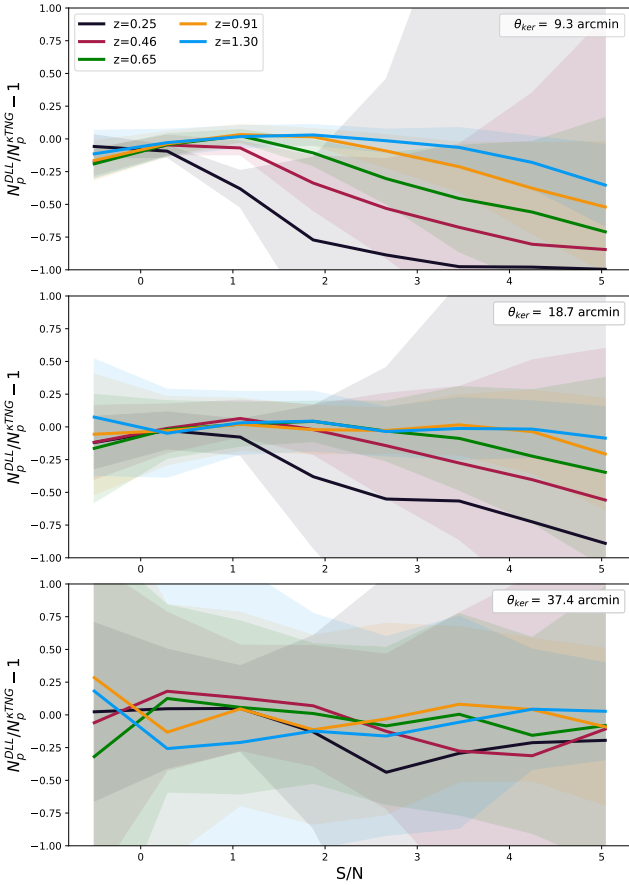 θ_ker = 9.3 arcmin
z=0.25 z=0.91
z=0.46 z=1.30
z=0.65
1.00
0.75
0.50
0.25
0.00
−0.25
−0.50
−0.75
−1.00
N_p^DLL/N_p^κTNG − 1
0 1 2 3 4 5
θ_ker = 18.7 arcmin
1.00
0.75
0.50
0.25
0.00
−0.25
−0.50
−0.75
−1.00
N_p^DLL/N_p^κTNG − 1
0 1 2 3 4 5
θ_ker = 37.4 arcmin
1.00
0.75
0.50
0.25
0.00
−0.25
−0.50
−0.75
−1.00
N_p^DLL/N_p^κTNG − 1
0 1 2 3 4 5
S/N